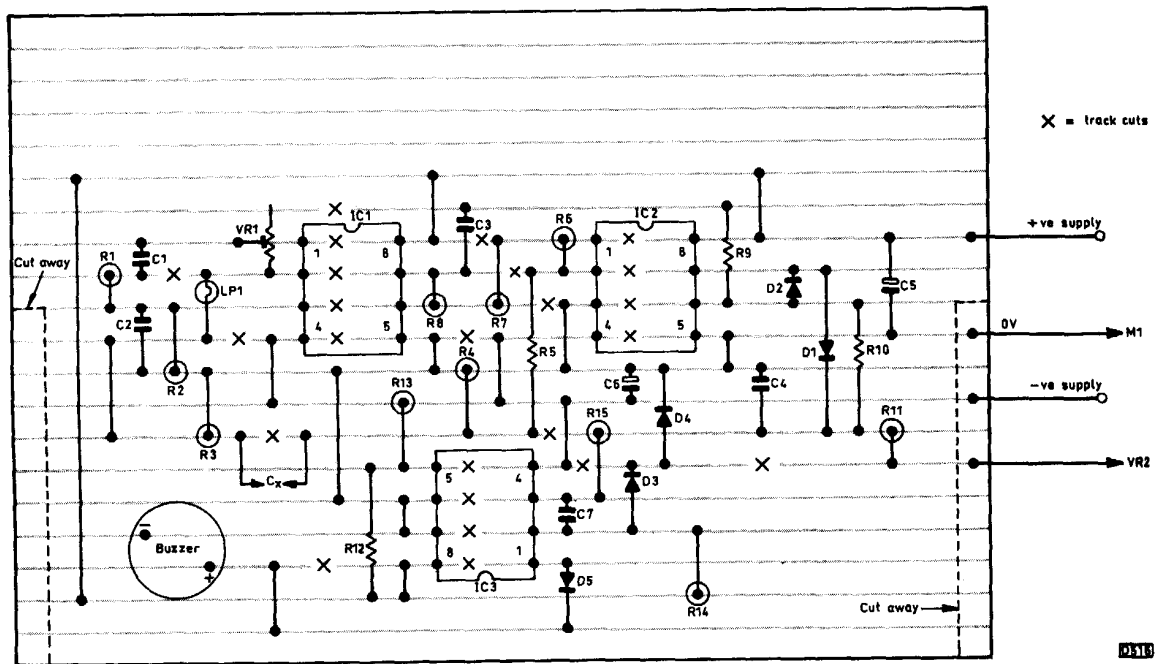 X = track cuts
IC1
C3
R6
IC2
VR1
1
8
1
8
R9
+ve supply
Cut away
R1
C1
LP1
D2
C5
C2
R8
R7
4
5
4
5
0V
M1
R2
R4
R5
D1
R10
R13
C6
C4
D4
-ve supply
R3
R15
R11
Cx
5
4
D3
VR2
-
Buzzer
+
R12
8
1
C7
IC3
D5
R14
Cut away